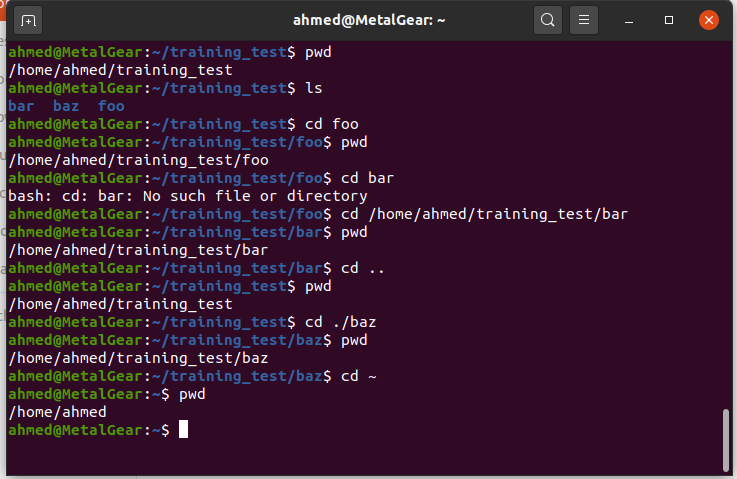 ahmed@MetalGear: ~
ahmed@MetalGear:~/training_test$ pwd
/home/ahmed/training_test
ahmed@MetalGear:~/training_test$ ls
bar  baz  foo
ahmed@MetalGear:~/training_test$ cd foo
ahmed@MetalGear:~/training_test/foo$ pwd
/home/ahmed/training_test/foo
ahmed@MetalGear:~/training_test/foo$ cd bar
bash: cd: bar: No such file or directory
ahmed@MetalGear:~/training_test/foo$ cd /home/ahmed/training_test/bar
ahmed@MetalGear:~/training_test/bar$ pwd
/home/ahmed/training_test/bar
ahmed@MetalGear:~/training_test/bar$ cd ..
ahmed@MetalGear:~/training_test$ pwd
/home/ahmed/training_test
ahmed@MetalGear:~/training_test$ cd ./baz
ahmed@MetalGear:~/training_test/baz$ pwd
/home/ahmed/training_test/baz
ahmed@MetalGear:~/training_test/baz$ cd ~
ahmed@MetalGear:~$ pwd
/home/ahmed
ahmed@MetalGear:~$